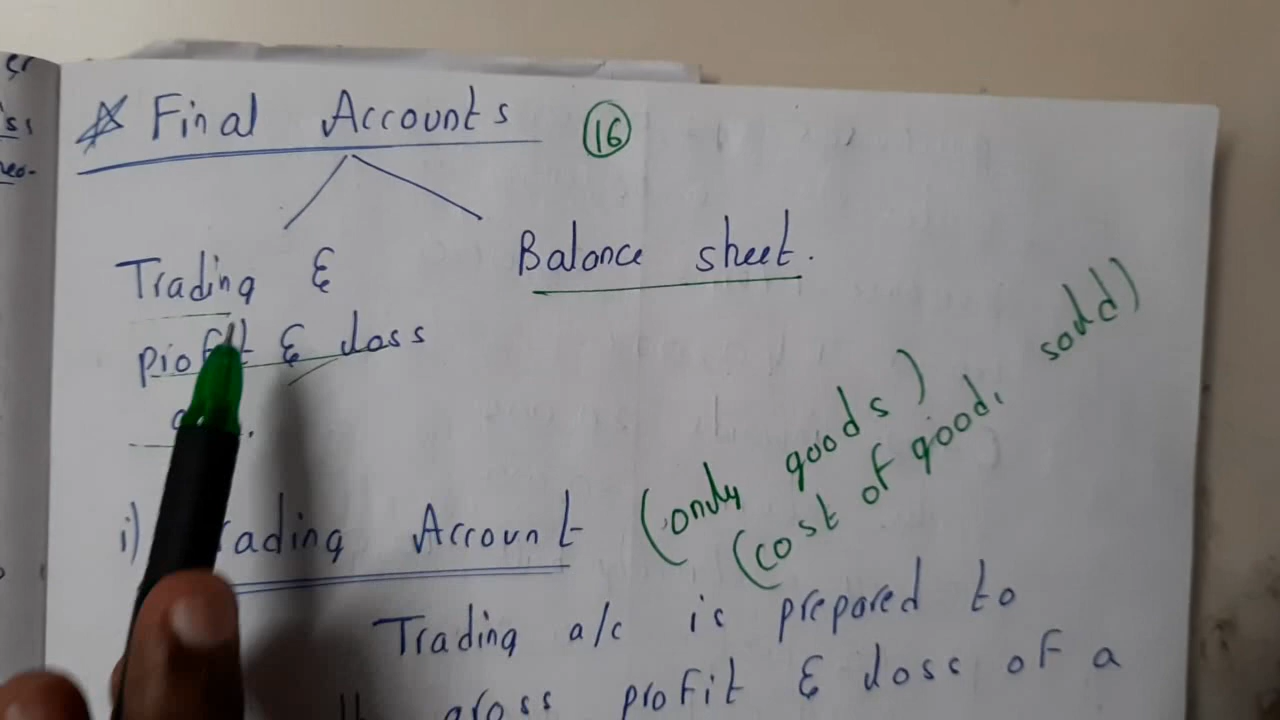 Final Accounts 16
Trading & Balance sheet.
profit & loss
i) Trading Account (only goods)
(cost of goods sold)
Trading a/c is prepared to
gross profit & loss of a